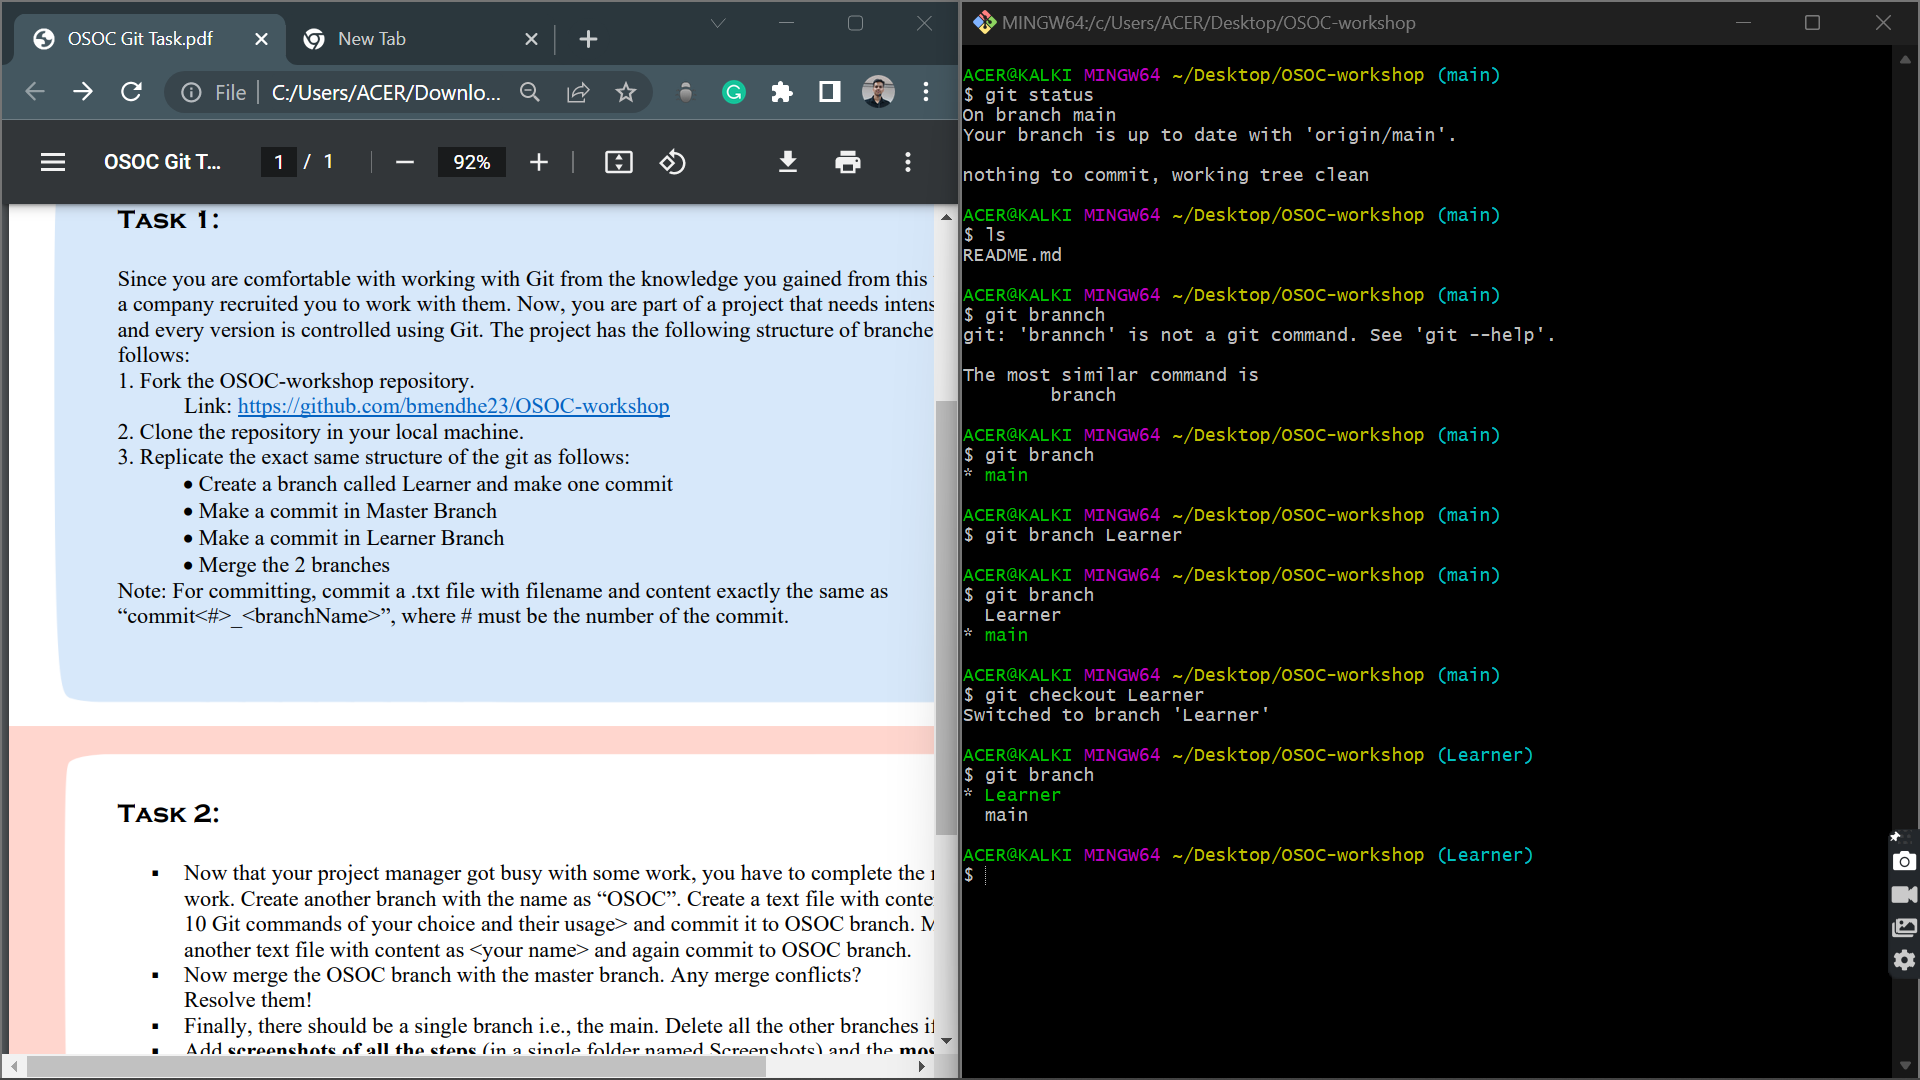 OSOC Git Task.pdf
New Tab
File
C:/Users/ACER/Downlo...
OSOC Git T...
1 / 1
92%
TASK 1:
Since you are comfortable with working with Git from the knowledge you gained from this
a company recruited you to work with them. Now, you are part of a project that needs intens
and every version is controlled using Git. The project has the following structure of branche
follows:
1. Fork the OSOC-workshop repository.
Link: https://github.com/bmendhe23/OSOC-workshop
2. Clone the repository in your local machine.
3. Replicate the exact same structure of the git as follows:
• Create a branch called Learner and make one commit
• Make a commit in Master Branch
• Make a commit in Learner Branch
• Merge the 2 branches
Note: For committing, commit a .txt file with filename and content exactly the same as
“commit<#>_<branchName>”, where # must be the number of the commit.
TASK 2:
▪ Now that your project manager got busy with some work, you have to complete the
work. Create another branch with the name as “OSOC”. Create a text file with conte
10 Git commands of your choice and their usage> and commit it to OSOC branch. M
another text file with content as <your name> and again commit to OSOC branch.
▪ Now merge the OSOC branch with the master branch. Any merge conflicts?
Resolve them!
▪ Finally, there should be a single branch i.e., the main. Delete all the other branches if
▪ Add screenshots of all the steps (in a single folder named Screenshots) and the mos
MINGW64:/c/Users/ACER/Desktop/OSOC-workshop
ACER@KALKI MINGW64 ~/Desktop/OSOC-workshop (main)
$ git status
On branch main
Your branch is up to date with 'origin/main'.
nothing to commit, working tree clean
ACER@KALKI MINGW64 ~/Desktop/OSOC-workshop (main)
$ ls
README.md
ACER@KALKI MINGW64 ~/Desktop/OSOC-workshop (main)
$ git brannch
git: 'brannch' is not a git command. See 'git --help'.
The most similar command is
branch
ACER@KALKI MINGW64 ~/Desktop/OSOC-workshop (main)
$ git branch
* main
ACER@KALKI MINGW64 ~/Desktop/OSOC-workshop (main)
$ git branch Learner
ACER@KALKI MINGW64 ~/Desktop/OSOC-workshop (main)
$ git branch
Learner
* main
ACER@KALKI MINGW64 ~/Desktop/OSOC-workshop (main)
$ git checkout Learner
Switched to branch 'Learner'
ACER@KALKI MINGW64 ~/Desktop/OSOC-workshop (Learner)
$ git branch
* Learner
main
ACER@KALKI MINGW64 ~/Desktop/OSOC-workshop (Learner)
$